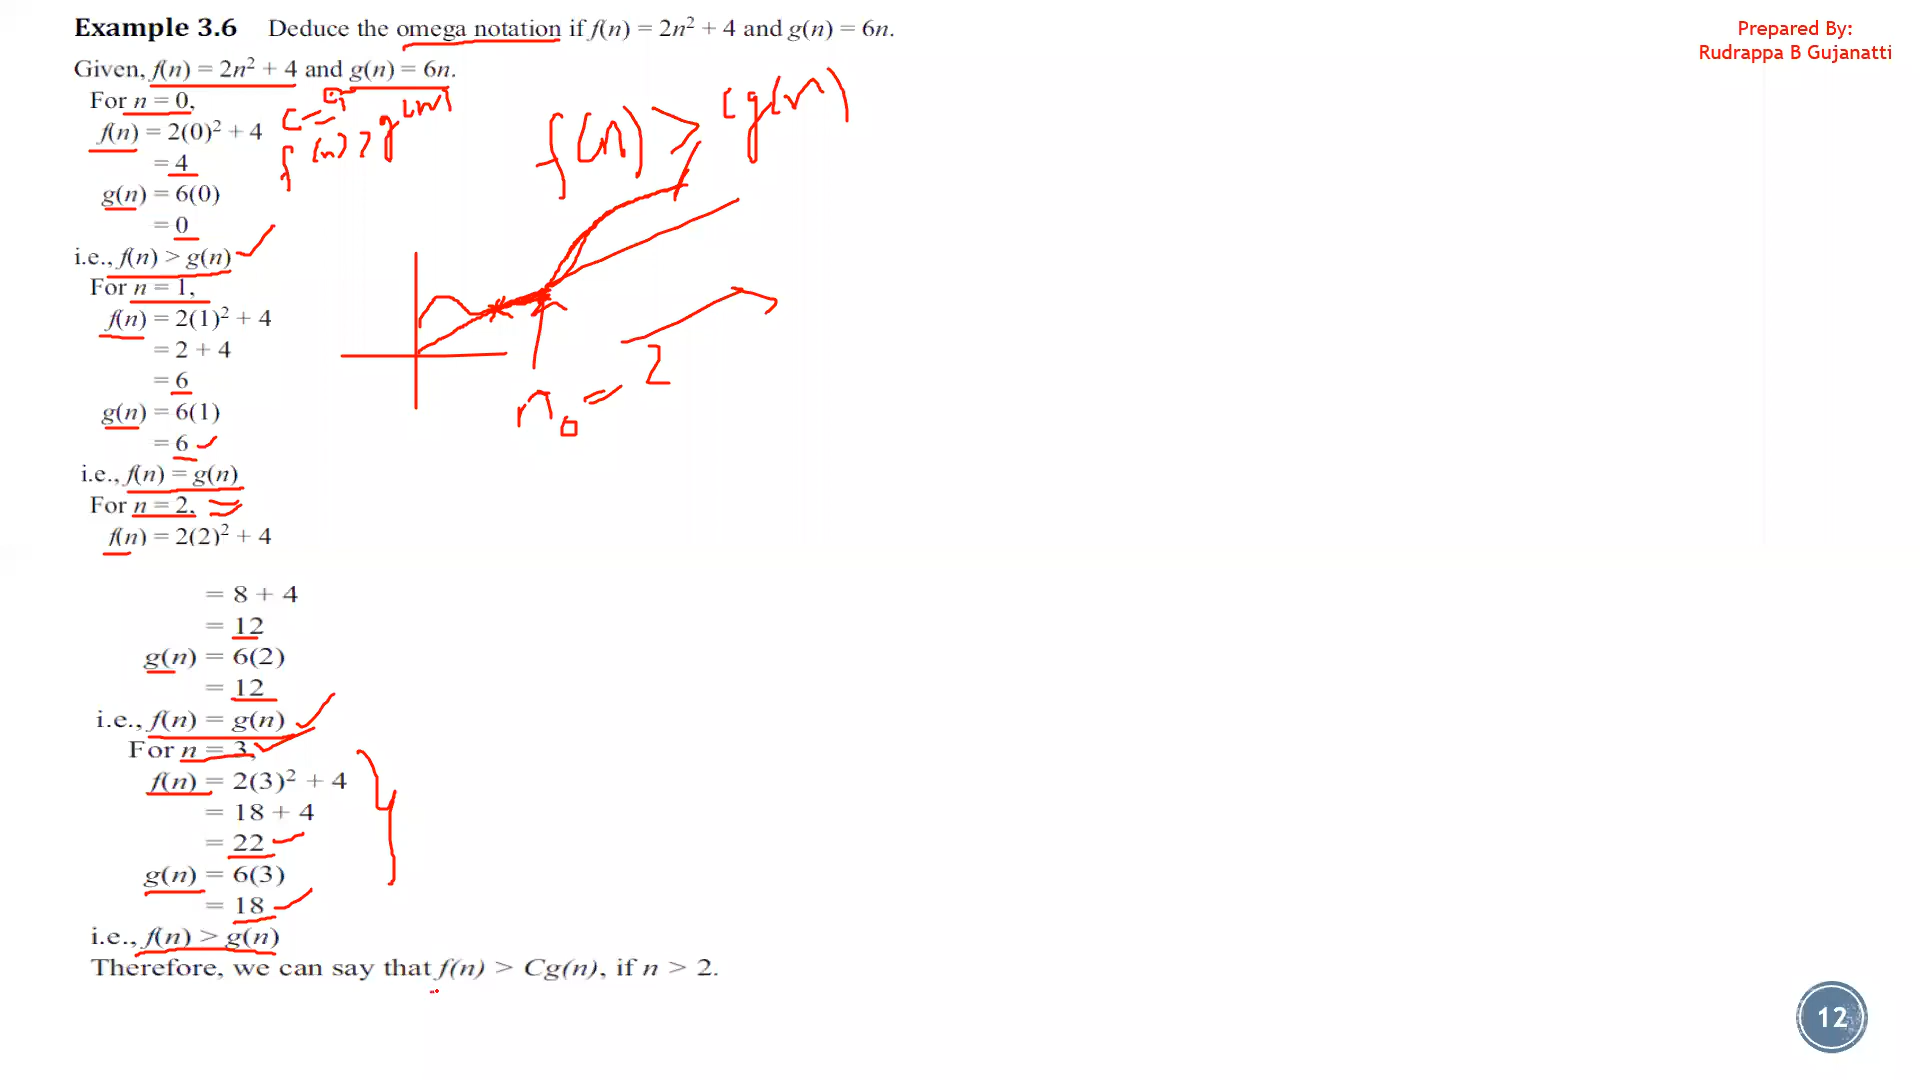 Example 3.6 Deduce the omega notation if f(n) = 2n² + 4 and g(n) = 6n.
Prepared By:
Rudrappa B Gujanatti
Given, f(n) = 2n² + 4 and g(n) = 6n.
For n = 0,
f(n) = 2(0)² + 4
= 4
g(n) = 6(0)
= 0
i.e., f(n) > g(n)
For n = 1,
f(n) = 2(1)² + 4
= 2 + 4
= 6
g(n) = 6(1)
= 6
i.e., f(n) = g(n)
For n = 2,
f(n) = 2(2)² + 4
= 8 + 4
= 12
g(n) = 6(2)
= 12
i.e., f(n) = g(n)
For n = 3,
f(n) = 2(3)² + 4
= 18 + 4
= 22
g(n) = 6(3)
= 18
i.e., f(n) > g(n)
Therefore, we can say that f(n) > Cg(n), if n > 2.
f(n) > g(n)
f(n) > cg(n)
n₀ = 2
12